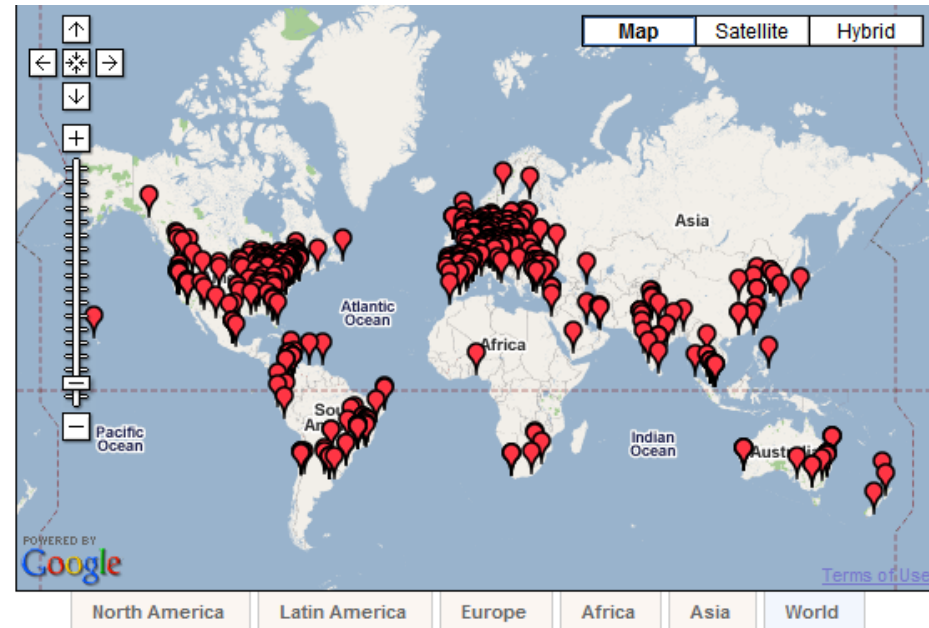 Map Satellite Hybrid
Asia
Atlantic
Ocean
Africa
Pacific
Ocean
Indian
Ocean
POWERED BY
Google
Terms of Use
North America Latin America Europe Africa Asia World